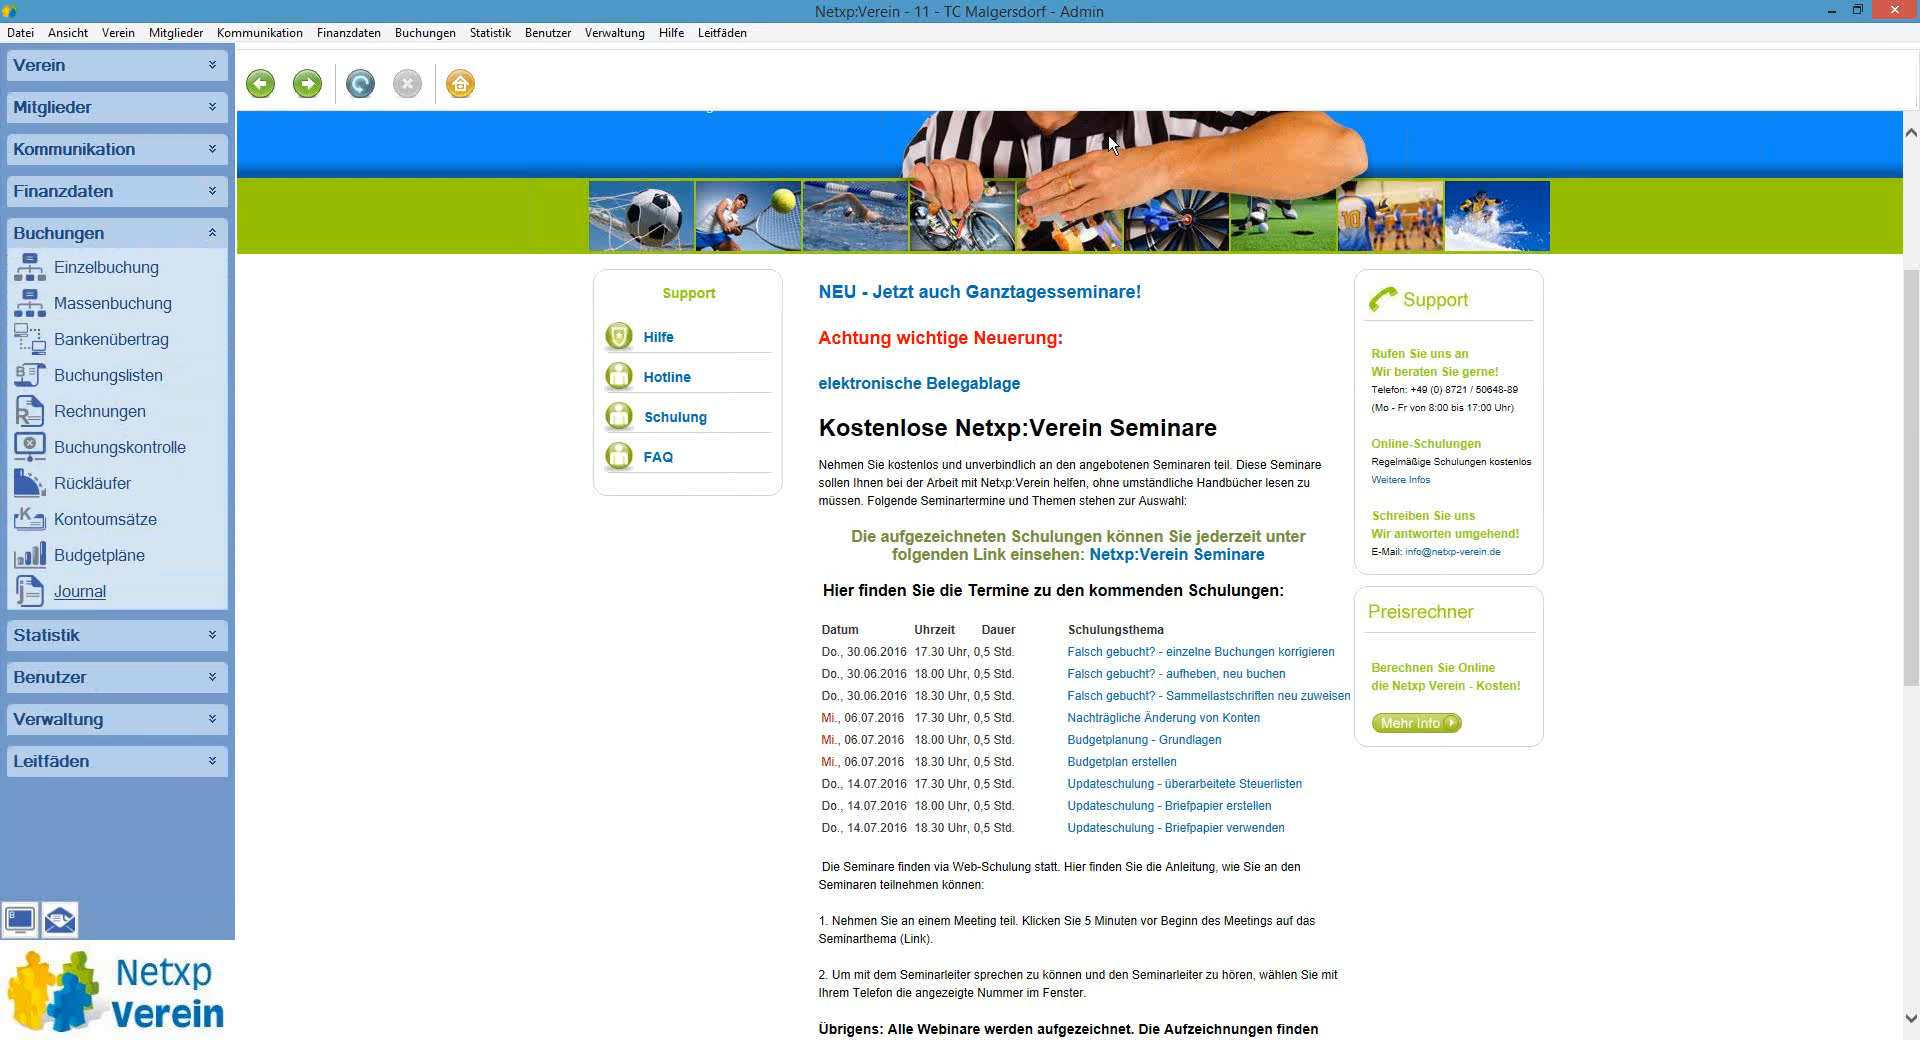 Netxp:Verein - 11 - TC Malgersdorf - Admin
Datei Ansicht Verein Mitglieder Kommunikation Finanzdaten Buchungen Statistik Benutzer Verwaltung Hilfe Leitfäden
Verein
Mitglieder
Kommunikation
Finanzdaten
Buchungen
Einzelbuchung
Massenbuchung
Bankenübertrag
Buchungslisten
Rechnungen
Buchungskontrolle
Rückläufer
Kontoumsätze
Budgetpläne
Journal
Statistik
Benutzer
Verwaltung
Leitfäden
Netxp
Verein
Support
Hilfe
Hotline
Schulung
FAQ
NEU - Jetzt auch Ganztagesseminare!
Achtung wichtige Neuerung:
elektronische Belegablage
Kostenlose Netxp:Verein Seminare
Nehmen Sie kostenlos und unverbindlich an den angebotenen Seminaren teil. Diese Seminare
sollen Ihnen bei der Arbeit mit Netxp:Verein helfen, ohne umständliche Handbücher lesen zu
müssen. Folgende Seminartermine und Themen stehen zur Auswahl:
Die aufgezeichneten Schulungen können Sie jederzeit unter
folgenden Link einsehen: Netxp:Verein Seminare
Hier finden Sie die Termine zu den kommenden Schulungen:
Datum Uhrzeit Dauer Schulungsthema
Do., 30.06.2016 17.30 Uhr, 0,5 Std. Falsch gebucht? - einzelne Buchungen korrigieren
Do., 30.06.2016 18.00 Uhr, 0,5 Std. Falsch gebucht? - aufheben, neu buchen
Do., 30.06.2016 18.30 Uhr, 0,5 Std. Falsch gebucht? - Sammellastschriften neu zuweisen
Mi., 06.07.2016 17.30 Uhr, 0,5 Std. Nachträgliche Änderung von Konten
Mi., 06.07.2016 18.00 Uhr, 0,5 Std. Budgetplanung - Grundlagen
Mi., 06.07.2016 18.30 Uhr, 0,5 Std. Budgetplan erstellen
Do., 14.07.2016 17.30 Uhr, 0,5 Std. Updateschulung - überarbeitete Steuerlisten
Do., 14.07.2016 18.00 Uhr, 0,5 Std. Updateschulung - Briefpapier erstellen
Do., 14.07.2016 18.30 Uhr, 0,5 Std. Updateschulung - Briefpapier verwenden
Die Seminare finden via Web-Schulung statt. Hier finden Sie die Anleitung, wie Sie an den
Seminaren teilnehmen können:
1. Nehmen Sie an einem Meeting teil. Klicken Sie 5 Minuten vor Beginn des Meetings auf das
Seminarthema (Link).
2. Um mit dem Seminarleiter sprechen zu können und den Seminarleiter zu hören, wählen Sie mit
Ihrem Telefon die angezeigte Nummer im Fenster.
Übrigens: Alle Webinare werden aufgezeichnet. Die Aufzeichnungen finden
Support
Rufen Sie uns an
Wir beraten Sie gerne!
Telefon: +49 (0) 8721 / 50648-89
(Mo - Fr von 8:00 bis 17:00 Uhr)
Online-Schulungen
Regelmäßige Schulungen kostenlos
Weitere Infos
Schreiben Sie uns
Wir antworten umgehend!
E-Mail: info@netxp-verein.de
Preisrechner
Berechnen Sie Online
die Netxp Verein - Kosten!
Mehr Info